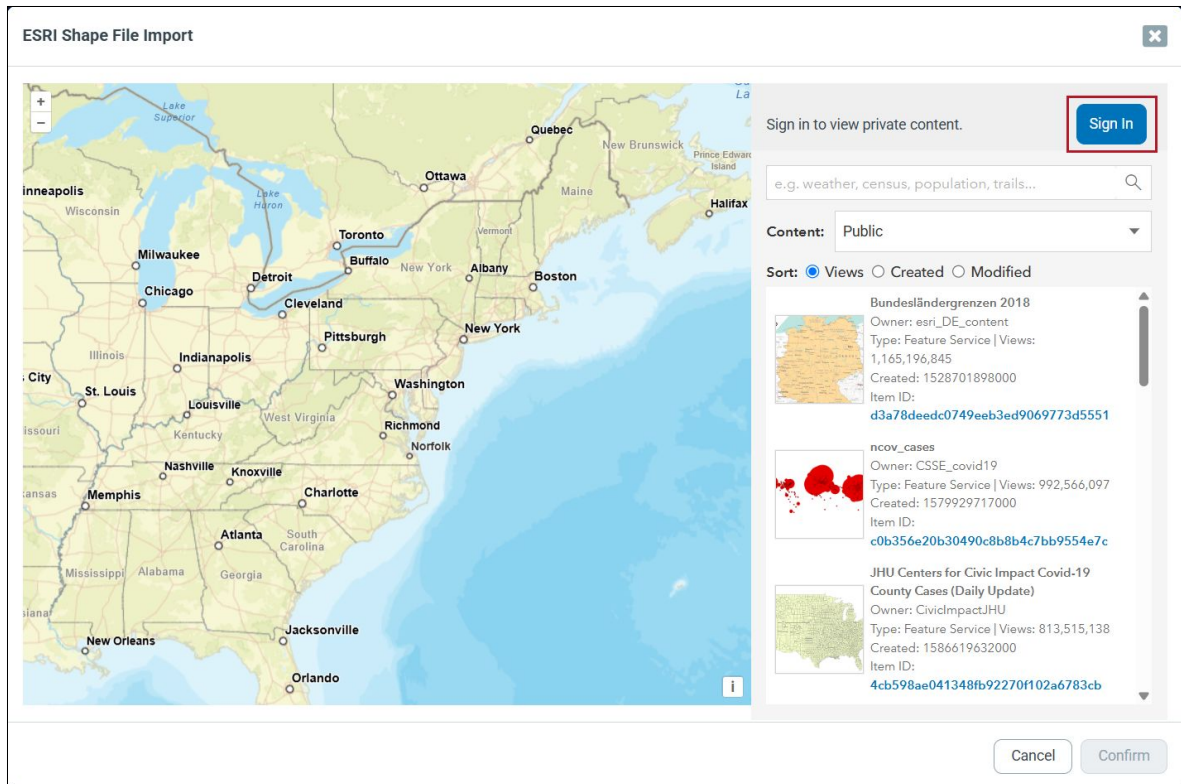 ESRI Shape File Import
+
−
Lake
Superior
Quebec
La
New Brunswick
Prince Edward
Island
Ottawa
Maine
Halifax
inneapolis
Wisconsin
Lake
Huron
Toronto
Vermont
Milwaukee
Buffalo
New York
Albany
Detroit
Boston
Chicago
Cleveland
New York
Pittsburgh
Illinois
Indianapolis
City
Washington
St. Louis
Louisville
West Virginia
Richmond
issouri
Kentucky
Norfolk
Nashville
Knoxville
ansas
Memphis
Charlotte
Atlanta
South
Carolina
Mississippi
Alabama
Georgia
siana
Jacksonville
New Orleans
Orlando
i
Sign in to view private content.
Sign In
e.g. weather, census, population, trails...
Content: Public
Sort: Views Created Modified
Bundesländergrenzen 2018
Owner: esri_DE_content
Type: Feature Service | Views:
1,165,196,845
Created: 1528701898000
Item ID:
d3a78deedc0749eeb3ed9069773d5551
ncov_cases
Owner: CSSE_covid19
Type: Feature Service | Views: 992,566,097
Created: 1579929717000
Item ID:
c0b356e20b30490c8b8b4c7bb9554e7c
JHU Centers for Civic Impact Covid-19
County Cases (Daily Update)
Owner: CivicImpactJHU
Type: Feature Service | Views: 813,515,138
Created: 1586619632000
Item ID:
4cb598ae041348fb92270f102a6783cb
Cancel
Confirm